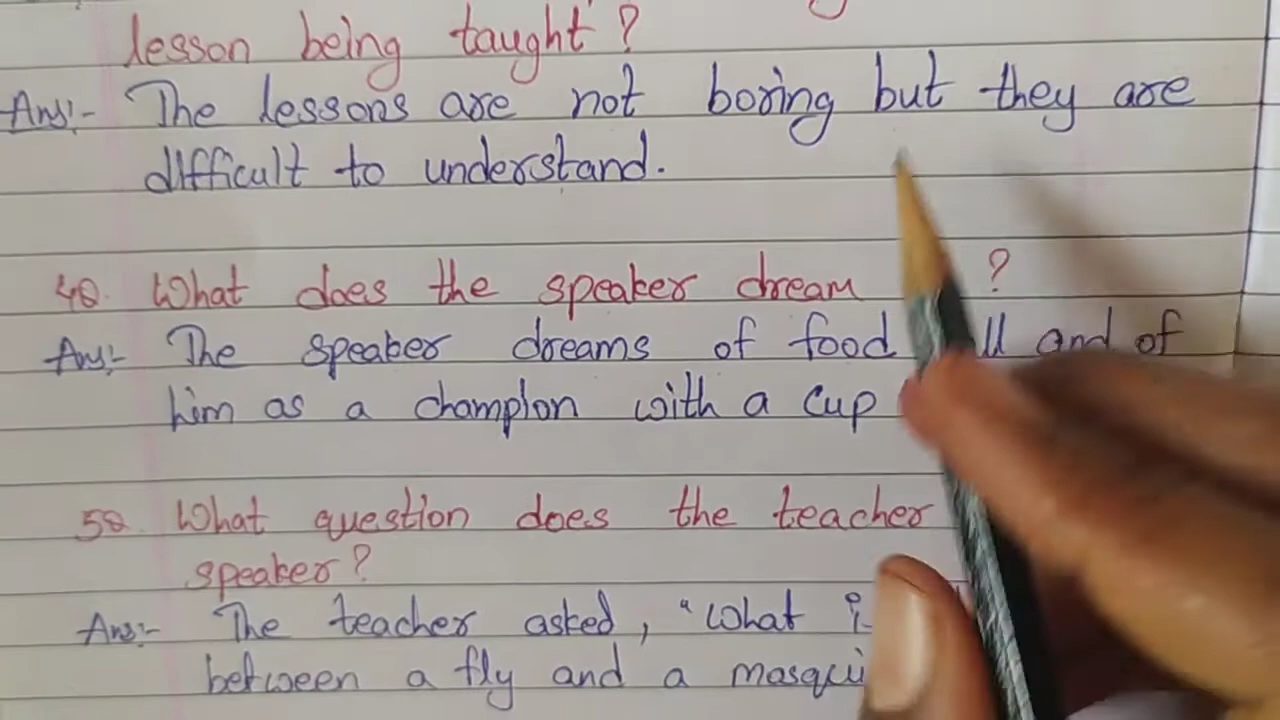 lesson being taught?
Ans:- The lessons are not boring but they are
difficult to understand.
4Q. What does the speaker dream ?
Ans:- The speaker dreams of food and of
him as a champion with a cup
5Q. What question does the teacher
speaker?
Ans:- The teacher asked, "What
between a fly and a